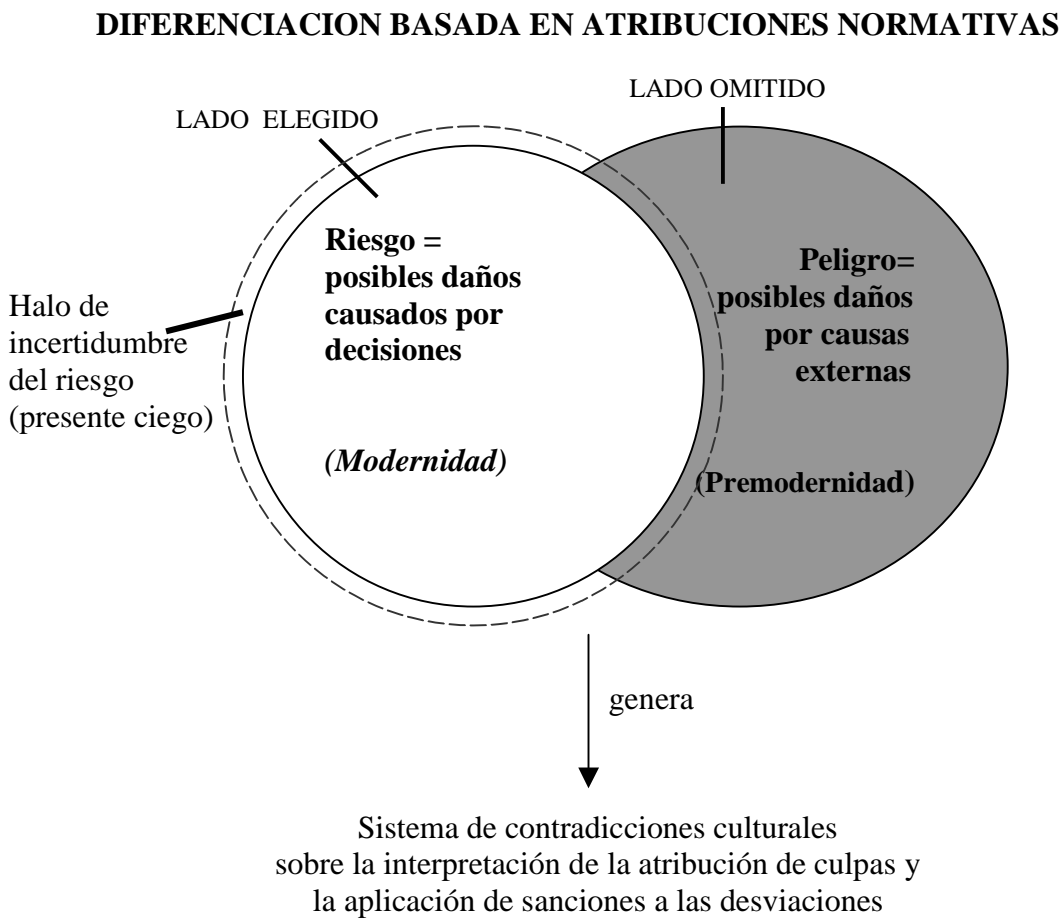 DIFERENCIACION BASADA EN ATRIBUCIONES NORMATIVAS
LADO OMITIDO
LADO ELEGIDO
Riesgo =
posibles daños
causados por
decisiones
(Modernidad)
Peligro=
posibles daños
por causas
externas
(Premodernidad)
Halo de
incertidumbre
del riesgo
(presente ciego)
genera
Sistema de contradicciones culturales
sobre la interpretación de la atribución de culpas y
la aplicación de sanciones a las desviaciones